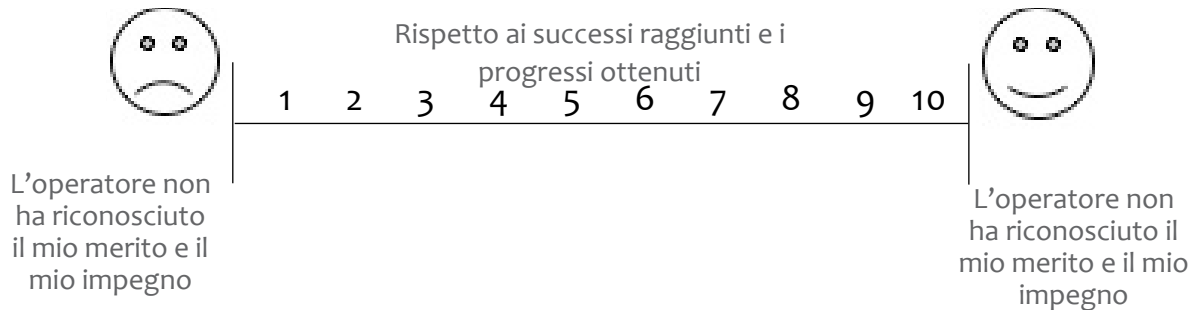 Rispetto ai successi raggiunti e i
progressi ottenuti
1 2 3 4 5 6 7 8 9 10
L'operatore non
ha riconosciuto
il mio merito e il
mio impegno
L'operatore non
ha riconosciuto il
mio merito e il mio
impegno